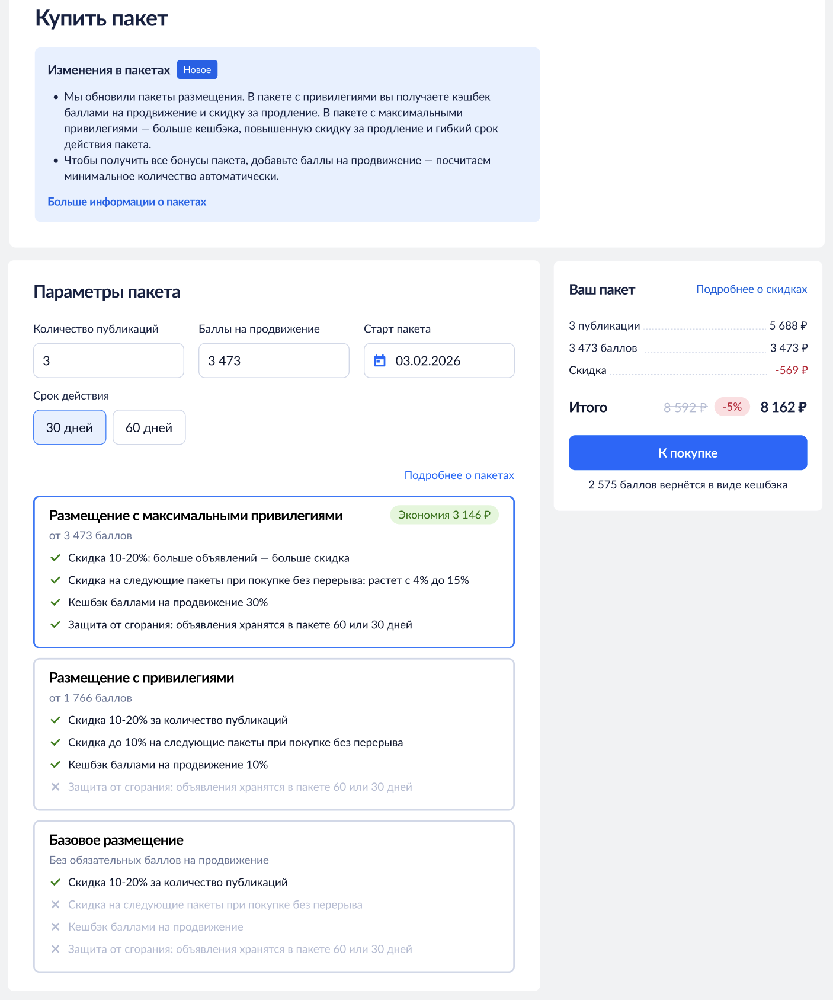 Купить пакет
Изменения в пакетах Новое
• Мы обновили пакеты размещения. В пакете с привилегиями вы получаете кэшбек
баллами на продвижение и скидку за продление. В пакете с максимальными
привилегиями — больше кешбэка, повышенную скидку за продление и гибкий срок
действия пакета.
• Чтобы получить все бонусы пакета, добавьте баллы на продвижение — посчитаем
минимальное количество автоматически.
Больше информации о пакетах
Параметры пакета
Количество публикаций Баллы на продвижение Старт пакета
3 3 473 03.02.2026
Срок действия
30 дней 60 дней
Подробнее о пакетах
Размещение с максимальными привилегиями Экономия 3 146 ₽
от 3 473 баллов
Скидка 10-20%: больше объявлений — больше скидка
Скидка на следующие пакеты при покупке без перерыва: растет с 4% до 15%
Кешбэк баллами на продвижение 30%
Защита от сгорания: объявления хранятся в пакете 60 или 30 дней
Размещение с привилегиями
от 1 766 баллов
Скидка 10-20% за количество публикаций
Скидка до 10% на следующие пакеты при покупке без перерыва
Кешбэк баллами на продвижение 10%
Защита от сгорания: объявления хранятся в пакете 60 или 30 дней
Базовое размещение
Без обязательных баллов на продвижение
Скидка 10-20% за количество публикаций
Скидка на следующие пакеты при покупке без перерыва
Кешбэк баллами на продвижение
Защита от сгорания: объявления хранятся в пакете 60 или 30 дней
Ваш пакет Подробнее о скидках
3 публикации 5 688 ₽
3 473 баллов 3 473 ₽
Скидка -569 ₽
Итого 8 592 ₽ -5% 8 162 ₽
К покупке
2 575 баллов вернётся в виде кешбэка